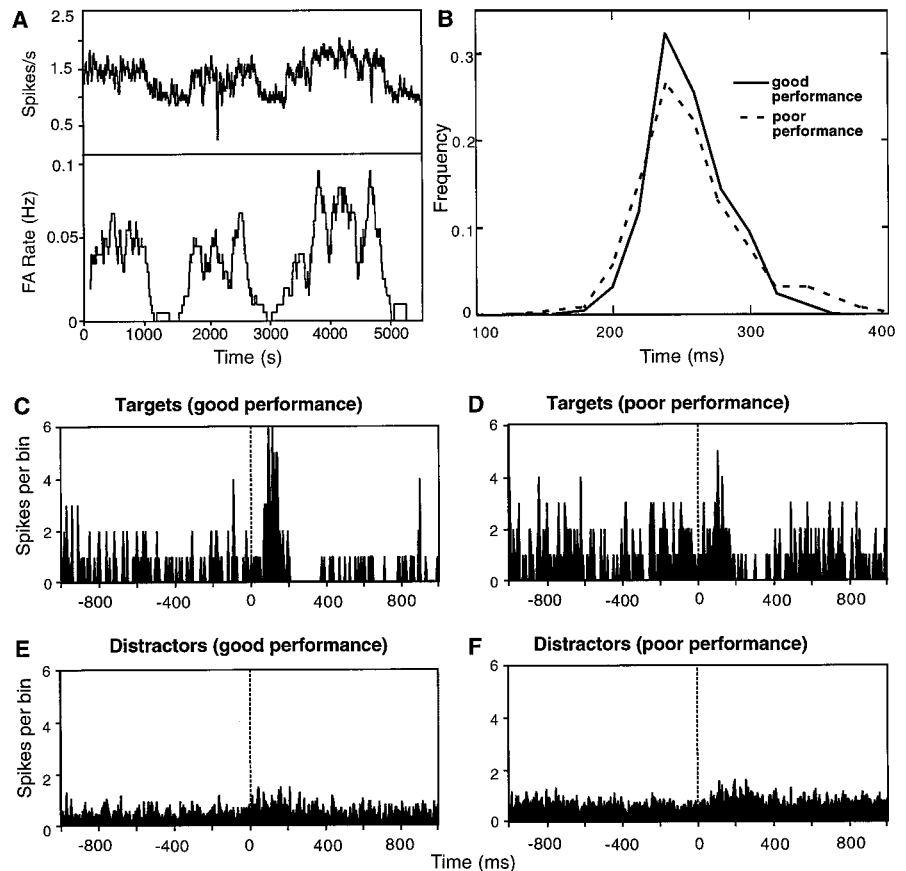 A
2.5
1.5
0.5
Spikes/s
0.1
0.05
0
FA Rate (Hz)
0 1000 2000 3000 4000 5000
Time (s)
B
0.3
0.2
0.1
0
Frequency
good
performance
poor
performance
100 200 300 400
Time (ms)
C Targets (good performance)
6
4
2
0
Spikes per bin
-800 -400 0 400 800
D Targets (poor performance)
6
4
2
0
-800 -400 0 400 800
E Distractors (good performance)
6
4
2
0
Spikes per bin
-800 -400 0 400 800
F Distractors (poor performance)
6
4
2
0
-800 -400 0 400 800
Time (ms)